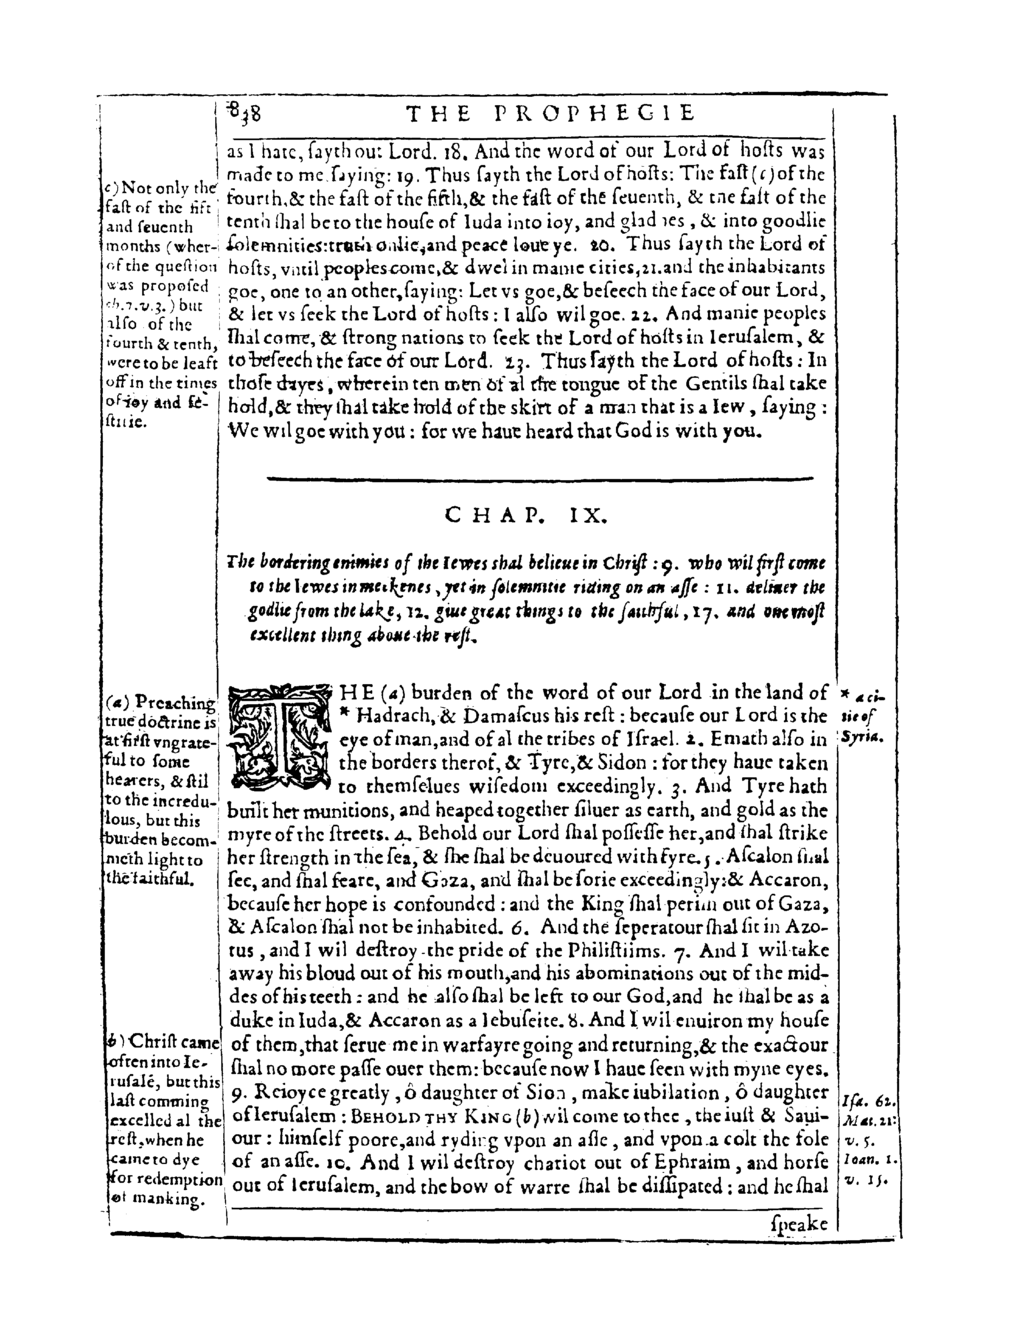 838 THE PROPHECIE
as I hate, ſayth our Lord. 18. And the word of our Lord of hoſts was
made to me ſaying: 19. Thus ſayth the Lord of hoſts: The faſt (c) of the
fourth, & the faſt of the fifth, & the faſt of the ſeuenth, & the faſt of the
tenth ſhal be to the houſe of Iuda into ioy, and gladnes, & into goodlie
ſolemnities: truth onlie, and peace loue ye. 20. Thus ſayth the Lord of
hoſts, vntil peoples come, & dwel in manie cities, 21. and the inhabitants
goe, one to an other, ſaying: Let vs goe, & beſeech the face of our Lord,
& let vs ſeek the Lord of hoſts: I alſo wil goe. 22. And manie peoples
ſhal come, & ſtrong nations to ſeek the Lord of hoſts in Ieruſalem, &
to beſeech the face of our Lord. 23. Thus ſayth the Lord of hoſts: In
thoſe dayes, wherein ten men of al the tongue of the Gentils ſhal take
hold, & they ſhal take hold of the skirt of a man that is a Iew, ſaying:
We wil goe with you: for we haue heard that God is with you.
c) Not only the
faſt of the fift
and ſeuenth
months (wher-
of the queſtion
was propoſed
ch.7.v.3.) but
alſo of the
fourth & tenth,
were to be leaft
off in the times
of ioy and fe-
ſtiuie.
CHAP. IX.
The bordering enimies of the Iewes shal belieue in Chriſt: 9. who wil firſt come
to the Iewes in meekenes, yet in ſolemnitie riding on an aſſe: 11. deliuer the
godlie from the lake, 12. giue great things to the faithful, 17. and one moſt
excellent thing aboue the reſt.
THE (a) burden of the word of our Lord in the land of
* Hadrach, & Damaſcus his reſt: becauſe our Lord is the
eye of man, and of al the tribes of Iſrael. 2. Emath alſo in
the borders therof, & Tyre, & Sidon: for they haue taken
to themſelues wiſedom exceedingly. 3. And Tyre hath
built her munitions, and heaped together ſiluer as earth, and gold as the
myre of the ſtreets. 4. Behold our Lord ſhal poſſeſſe her, and ſhal ſtrike
her ſtrength in the ſea, & ſhe ſhal be deuoured with fyre. 5. Aſcalon ſhal
ſee, and ſhal feare, and Gaza, and ſhal be ſorie exceedingly: & Accaron,
becauſe her hope is confounded: and the King ſhal perish out of Gaza,
& Aſcalon ſhal not be inhabited. 6. And the ſeperatour ſhal ſit in Azo-
tus, and I wil deſtroy the pride of the Philiſtiims. 7. And I wil take
away his bloud out of his mouth, and his abominations out of the mid-
des of his teeth: and he alſo ſhal be left to our God, and he ſhal be as a
duke in Iuda, & Accaron as a Iebuſeite. 8. And I wil enuiron my houſe
of them, that ſerue me in warfayre going and returning, & the exactour
ſhal no more paſſe ouer them: becauſe now I haue ſeen with myne eyes.
9. Reioyce greatly, ô daughter of Sion, make iubilation, ô daughter
of Ieruſalem: BEHOLD THY KING (b) wil come to thee, the iuſt & Saui-
our: himſelf poore, and ryding vpon an aſſe, and vpon a colt the fole
of an aſſe. 10. And I wil deſtroy chariot out of Ephraim, and horſe
out of Ieruſalem, and the bow of warre ſhal be diſſipated: and he ſhal
ſpeake
(a) Preaching
true doctrine is
at firſt vngrate-
ful to ſome
hearers, & ſtil
to the incredu-
lous, but this
burden becom-
meth light to
the faithful.
b) Chriſt came
often into Ie-
ruſalẽ, but this
laſt comming
excelled al the
reſt, when he
came to dye
for redemption
of manking.
* a ci-
tie of
Syria.
Iſa. 62.
Mat. 21:
v. 5.
Ioan. 1.
v. 15.